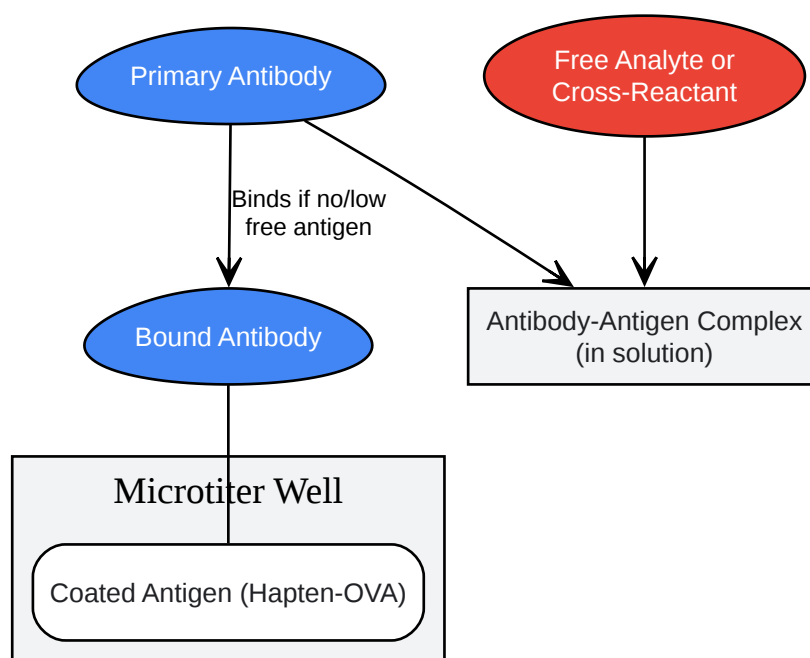 Primary Antibody
Free Analyte or
Cross-Reactant
Binds if no/low
free antigen
Bound Antibody
Antibody-Antigen Complex
(in solution)
Microtiter Well
Coated Antigen (Hapten-OVA)